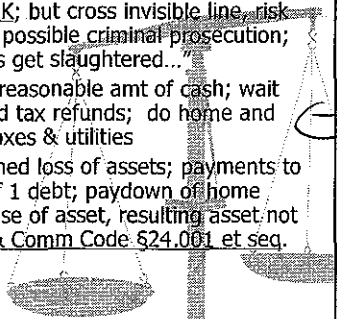 K; but cross invisible line, risk
possible criminal prosecution;
s get slaughtered..."
reasonable amt of cash; wait
d tax refunds; do home and
axes & utilities
ned loss of assets; payments to
f 1 debt; paydown of home
se of asset, resulting asset not
& Comm Code §24.001 et seq.